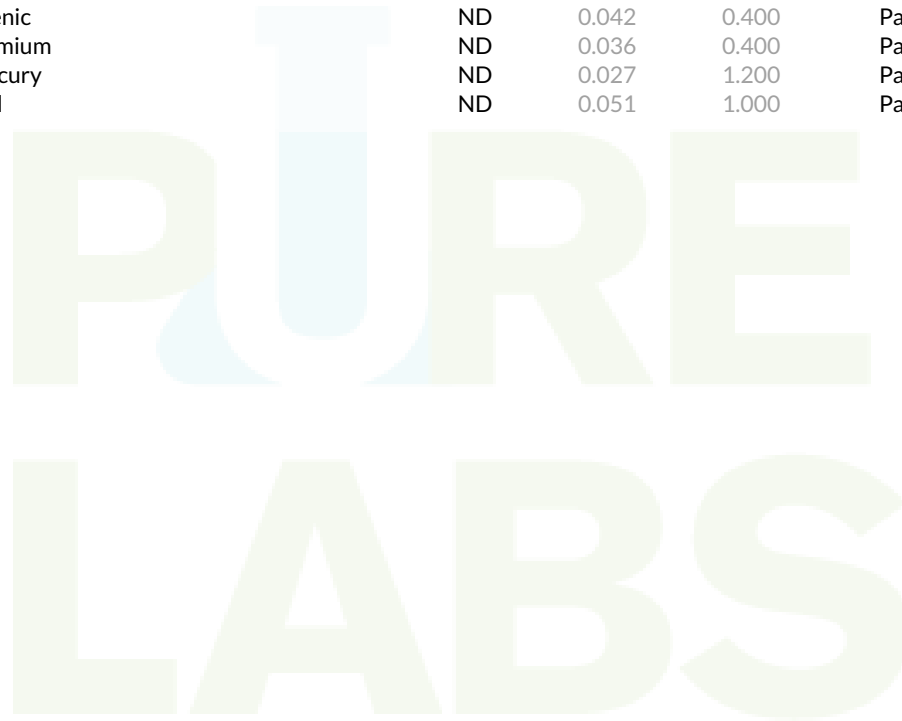 enic ND 0.042 0.400 Pa
mium ND 0.036 0.400 Pa
cury ND 0.027 1.200 Pa
ND 0.051 1.000 Pa
PURE
LABS